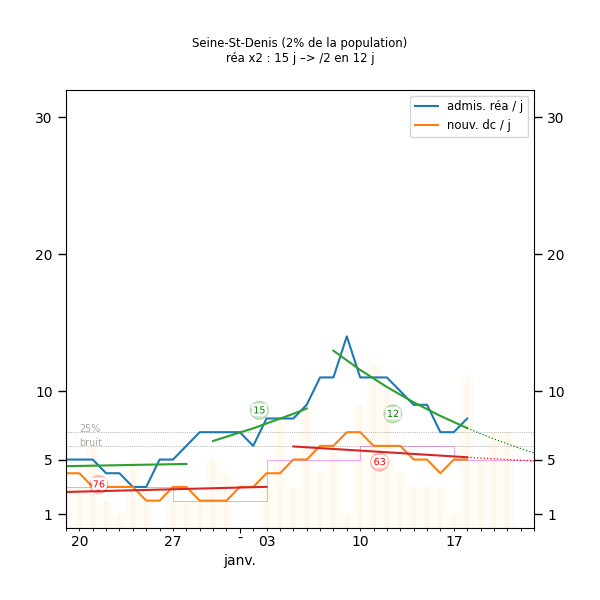 Seine-St-Denis (2% de la population)
réa x2 : 15 j –> /2 en 12 j
admis. réa / j
nouv. dc / j
30 30
20 20
10 10
5 5
1 1
25%
bruit
15
12
76
63
20 27 - 03 10 17
janv.